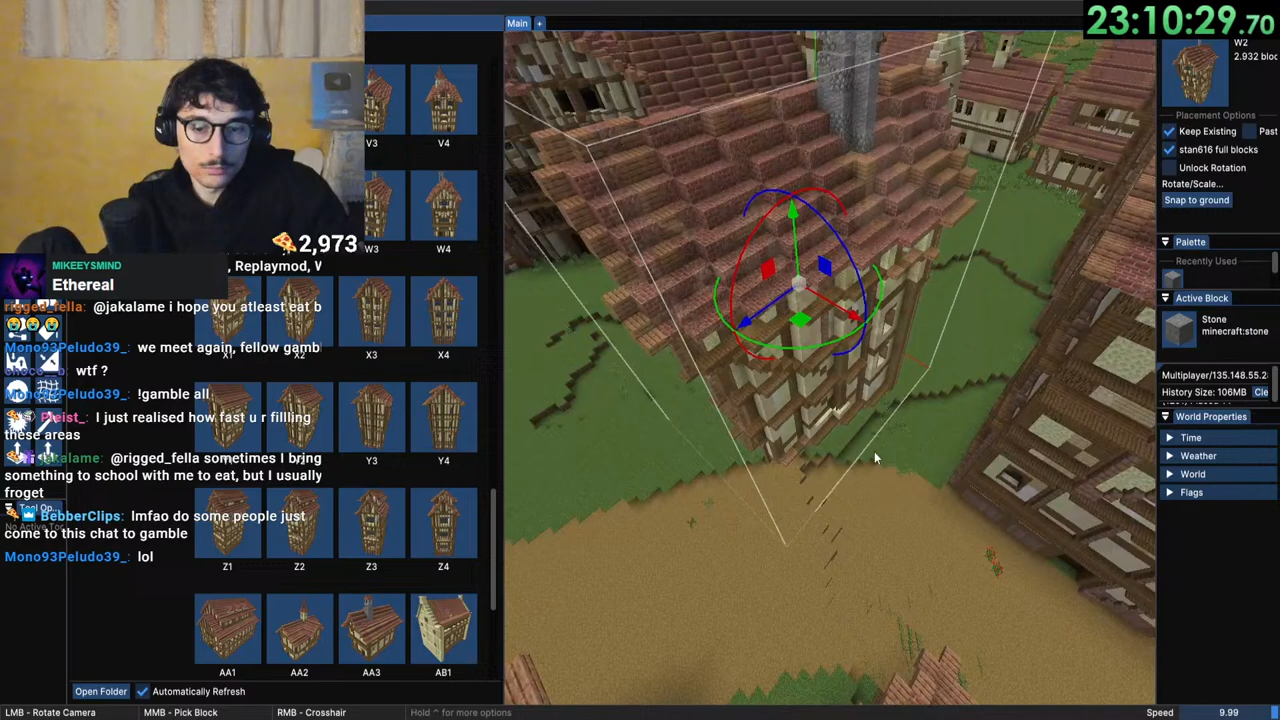 Main +
23:10:29.70
W2
2.932 bloc
Placement Options
Keep Existing Past
stan616 full blocks
Unlock Rotation
Rotate/Scale...
Snap to ground
Palette
Recently Used
Active Block
Stone
minecraft:stone
Multiplayer/135.148.55.2
History Size: 106MB Cle
World Properties
Time
Weather
World
Flags
V3 V4
W3 W4
X1 X2 X3 X4
Y3 Y4
Z1 Z2 Z3 Z4
AA1 AA2 AA3 AB1
2,973
MIKEEYSMIND
Ethereal
, Replaymod, V
rigged_fella: @jakalame i hope you atleast eat b
Mono93Peludo39_: we meet again, fellow gamb
wtf ?
Mono93Peludo39_: !gamble all
Pleist_: I just realised how fast u r fillling
these areas
jakalame: @rigged_fella sometimes I bring
something to school with me to eat, but I usually
froget
BebberClips: lmfao do some people just
come to this chat to gamble
Mono93Peludo39_: lol
Open Folder Automatically Refresh
LMB - Rotate Camera MMB - Pick Block RMB - Crosshair Hold ^ for more options
Speed 9.99